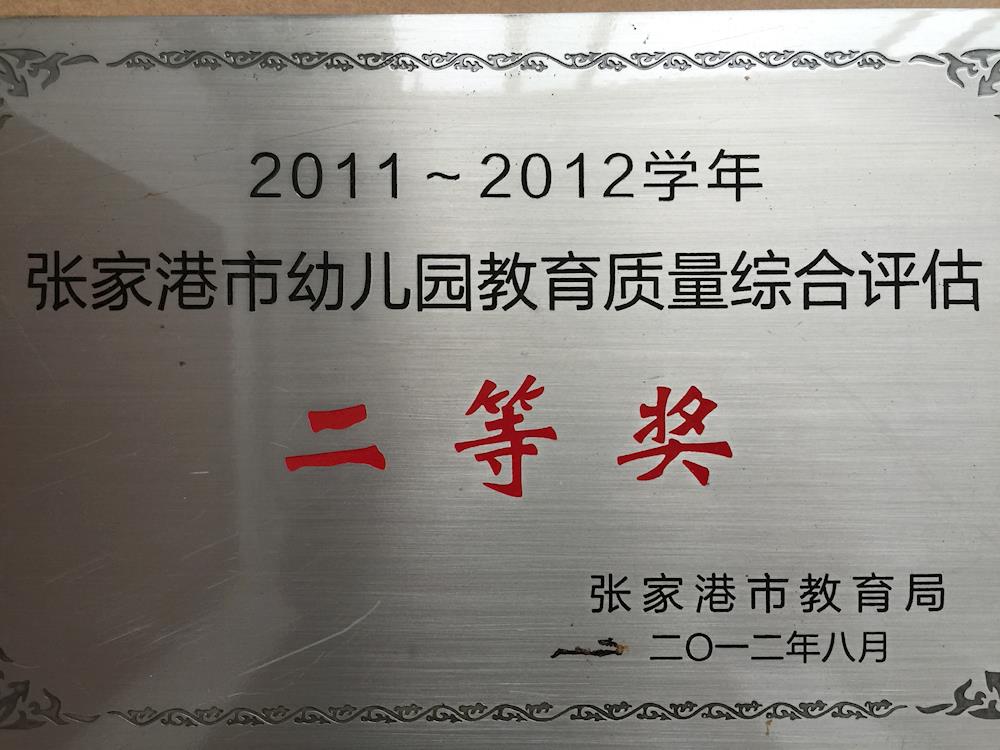 2011～2012学年
张家港市幼儿园教育质量综合评估
二等奖
张家港市教育局
二〇一二年八月